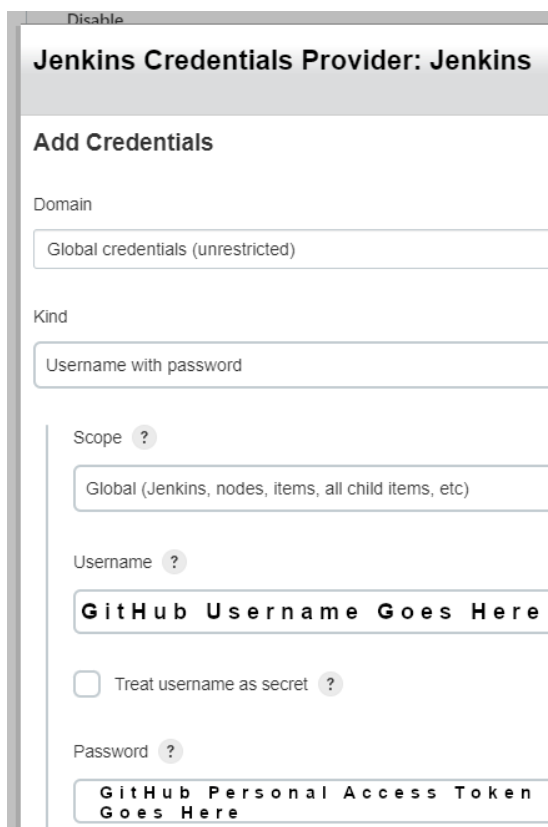 Disable
Jenkins Credentials Provider: Jenkins
Add Credentials
Domain
Global credentials (unrestricted)
Kind
Username with password
Scope ?
Global (Jenkins, nodes, items, all child items, etc)
Username ?
GitHub Username Goes Here
Treat username as secret ?
Password ?
GitHub Personal Access Token
Goes Here